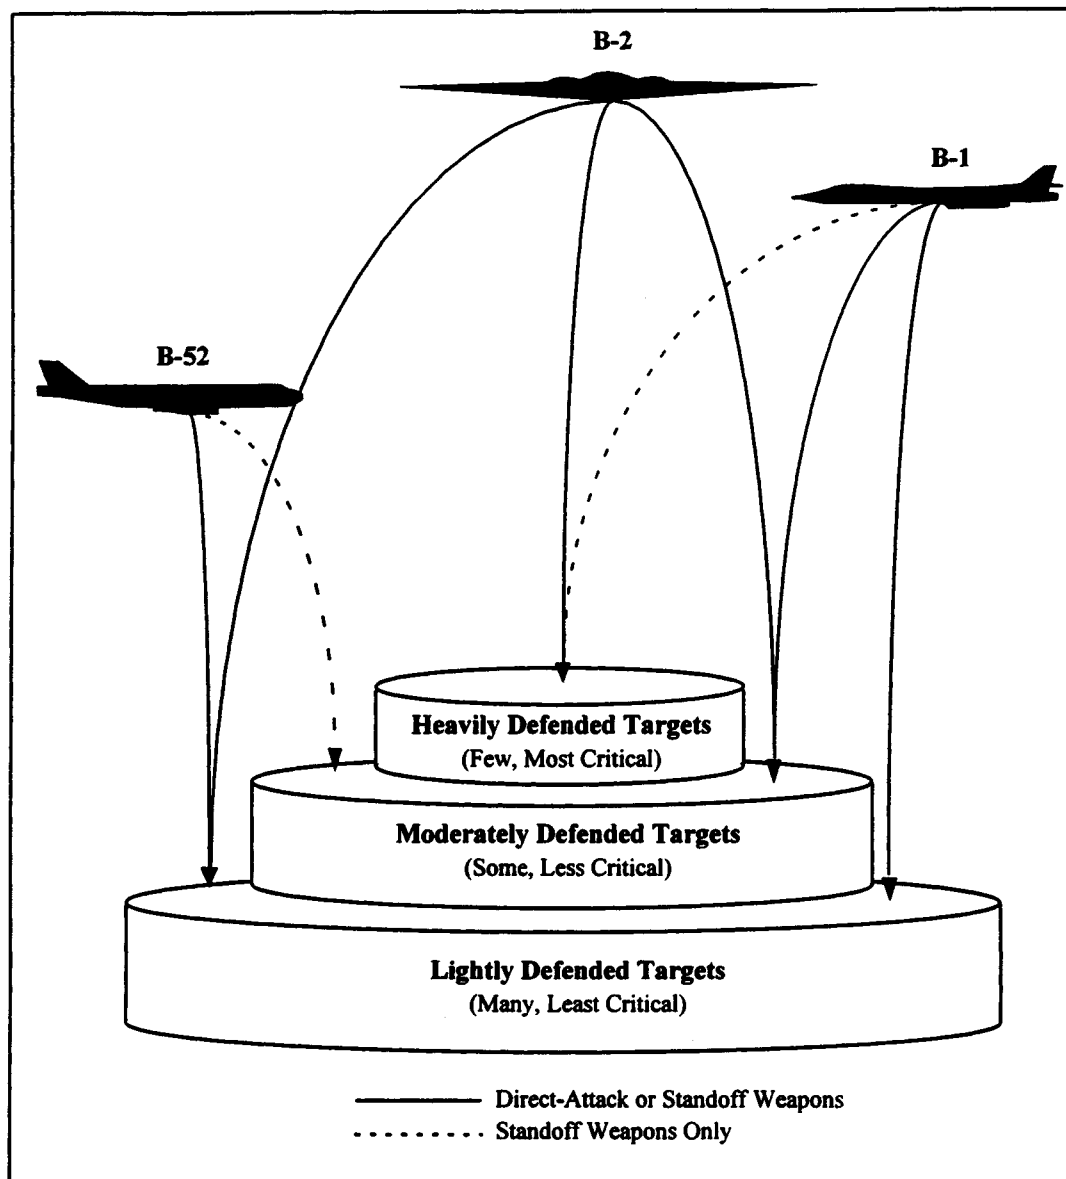 B-2
B-1
B-52
Heavily Defended Targets
(Few, Most Critical)
Moderately Defended Targets
(Some, Less Critical)
Lightly Defended Targets
(Many, Least Critical)
Direct-Attack or Standoff Weapons
Standoff Weapons Only